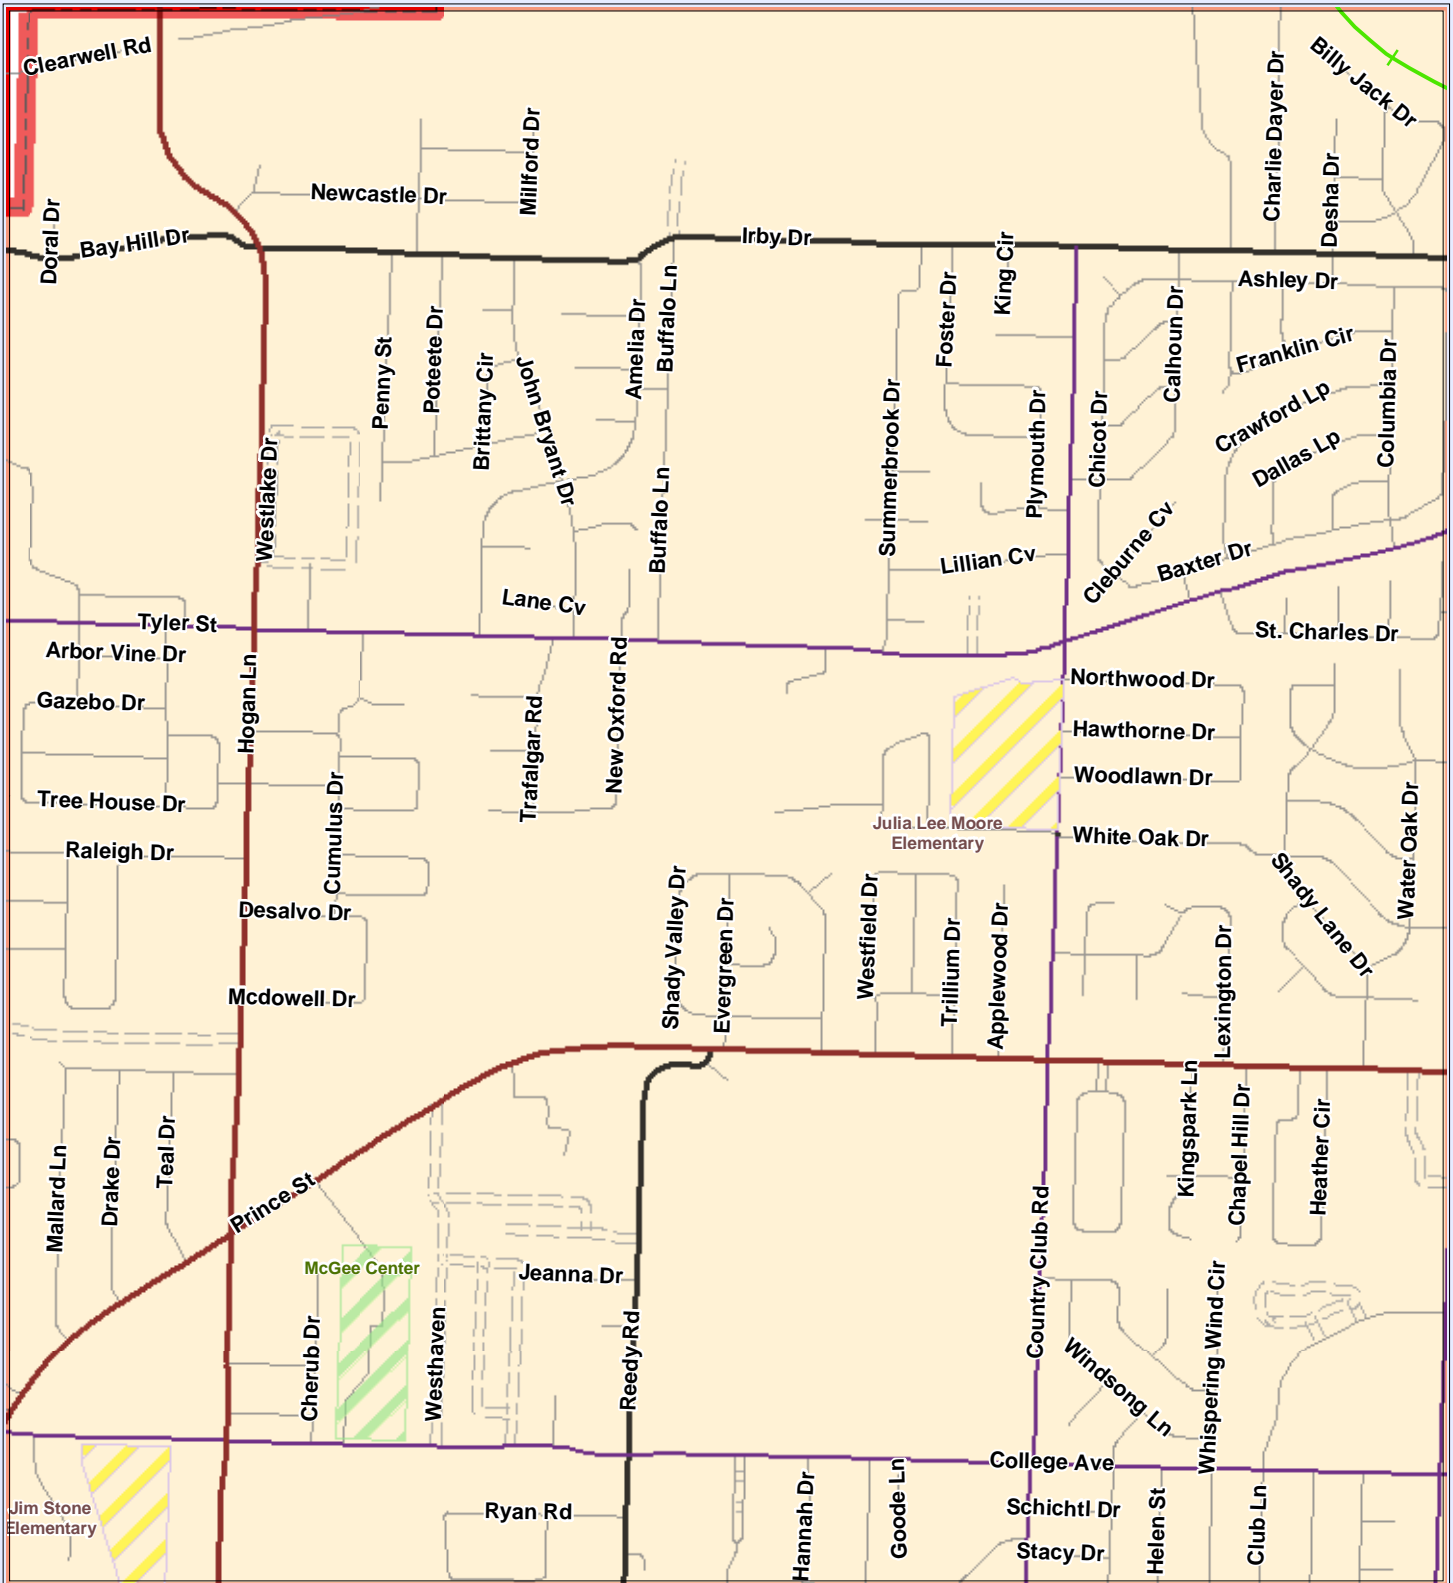 Clearwell Rd
Billy Jack Dr
Charlie Dayer Dr
Desha Dr
Millford Dr
Newcastle Dr
Doral Dr
Bay Hill Dr
Irby Dr
King Cir
Ashley Dr
Foster Dr
Calhoun Dr
Buffalo Ln
Amelia Dr
Penny St
Poteete Dr
Brittany Cir
John Bryant Dr
Franklin Cir
Columbia Dr
Crawford Lp
Dallas Lp
Summerbrook Dr
Plymouth Dr
Chicot Dr
Westlake Dr
Buffalo Ln
Lillian Cv
Cleburne Cv
Baxter Dr
Lane Cv
Tyler St
St. Charles Dr
Arbor Vine Dr
Hogan Ln
New Oxford Rd
Northwood Dr
Gazebo Dr
Trafalgar Rd
Hawthorne Dr
Woodlawn Dr
Tree House Dr
Cumulus Dr
Julia Lee Moore
Elementary
White Oak Dr
Water Oak Dr
Raleigh Dr
Shady Lane Dr
Desalvo Dr
Shady Valley Dr
Evergreen Dr
Westfield Dr
Trillium Dr
Applewood Dr
Lexington Dr
Mcdowell Dr
Kingspark Ln
Chapel Hill Dr
Heather Cir
Mallard Ln
Drake Dr
Teal Dr
Prince St
Country Club Rd
McGee Center
Jeanna Dr
Cherub Dr
Westhaven
Reedy Rd
Windsong Ln
Whispering Wind Cir
College Ave
Jim Stone
Elementary
Ryan Rd
Hannah Dr
Goode Ln
Schichtl Dr
Stacy Dr
Helen St
Club Ln